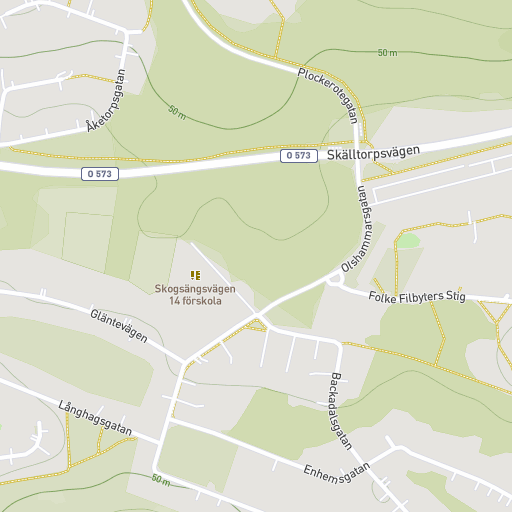 50 m
Plockerotegatan
50 m
Åketorpsgatan
O 573
Skälltorpsvägen
O 573
Olshammarsgatan
Skogsängsvägen
14 förskola
Folke Filbyters Stig
Gläntevägen
Backadalsgatan
Långhagsgatan
Enhemsgatan
50 m